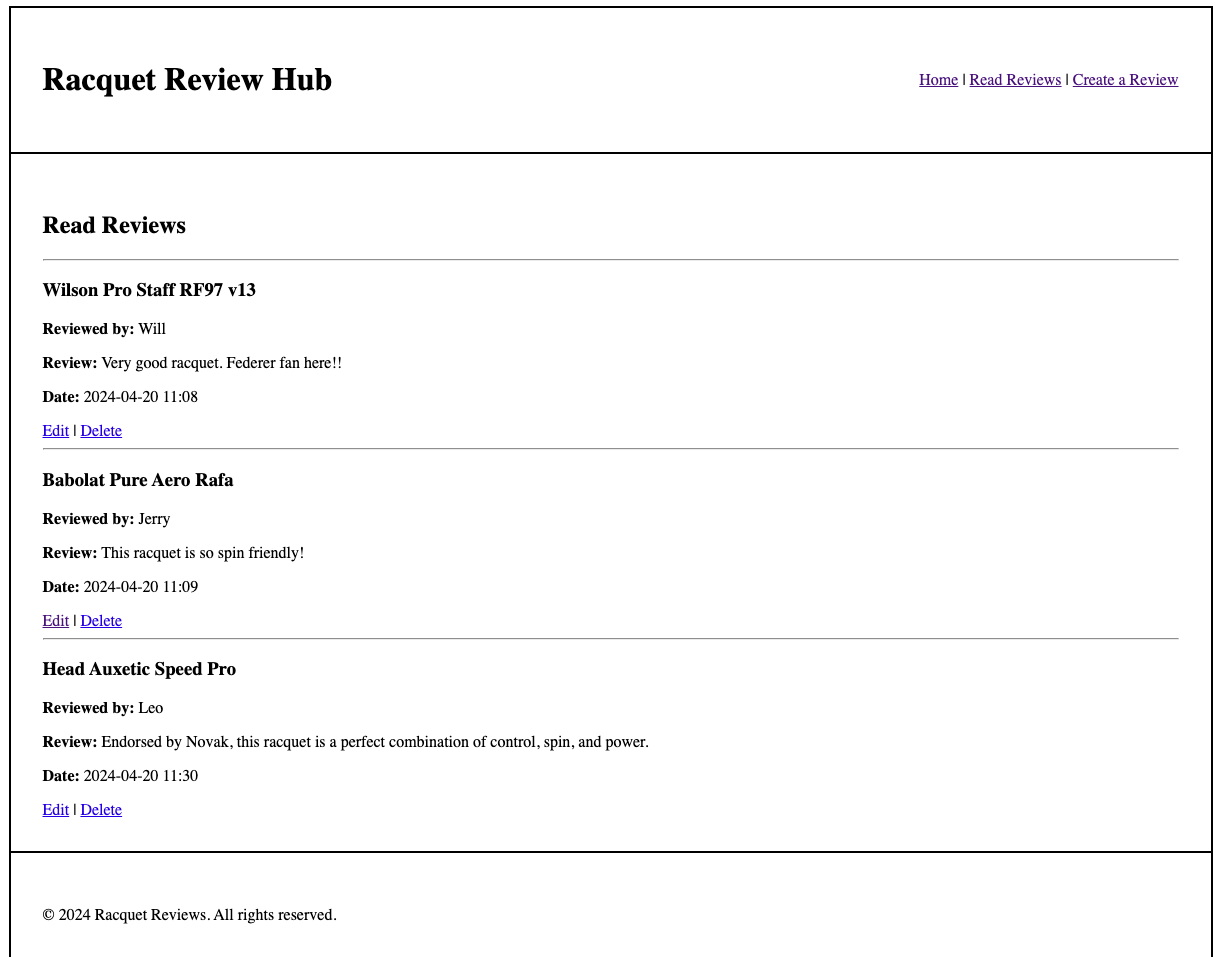 Racquet Review Hub
Home | Read Reviews | Create a Review
Read Reviews
Wilson Pro Staff RF97 v13
Reviewed by: Will
Review: Very good racquet. Federer fan here!!
Date: 2024-04-20 11:08
Edit | Delete
Babolat Pure Aero Rafa
Reviewed by: Jerry
Review: This racquet is so spin friendly!
Date: 2024-04-20 11:09
Edit | Delete
Head Auxetic Speed Pro
Reviewed by: Leo
Review: Endorsed by Novak, this racquet is a perfect combination of control, spin, and power.
Date: 2024-04-20 11:30
Edit | Delete
© 2024 Racquet Reviews. All rights reserved.